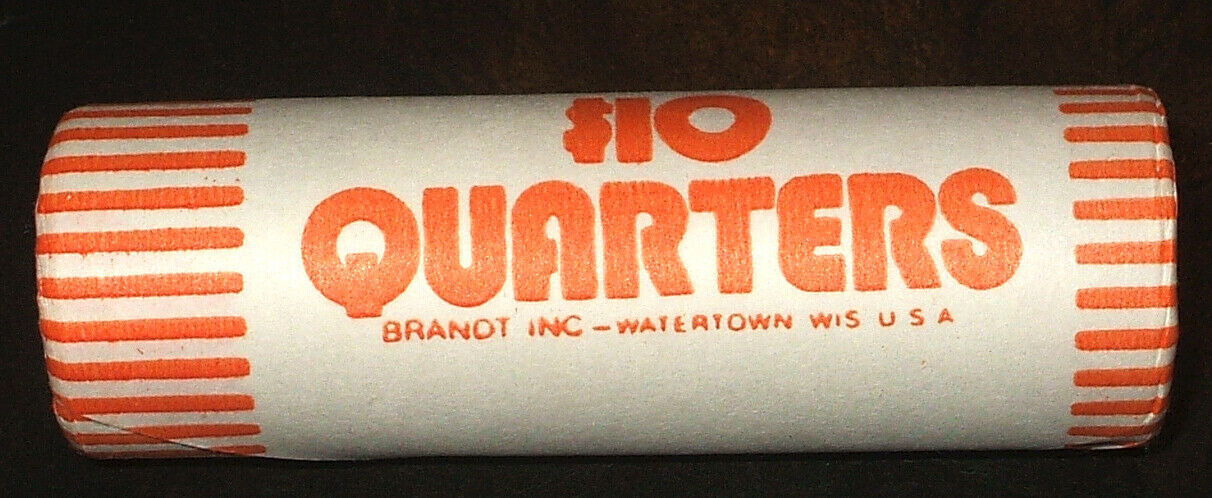 $10
QUARTERS
BRANDT INC - WATERTOWN WIS U S A